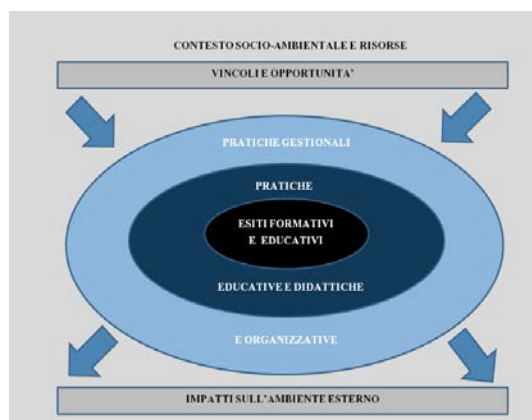 CONTESTO SOCIO-AMBIENTALE E RISORSE
VINCOLI E OPPORTUNITA'
PRATICHE GESTIONALI
PRATICHE
ESITI FORMATIVI
E EDUCATIVI
EDUCATIVE E DIDATTICHE
E ORGANIZZATIVE
IMPATTI SULL'AMBIENTE ESTERNO